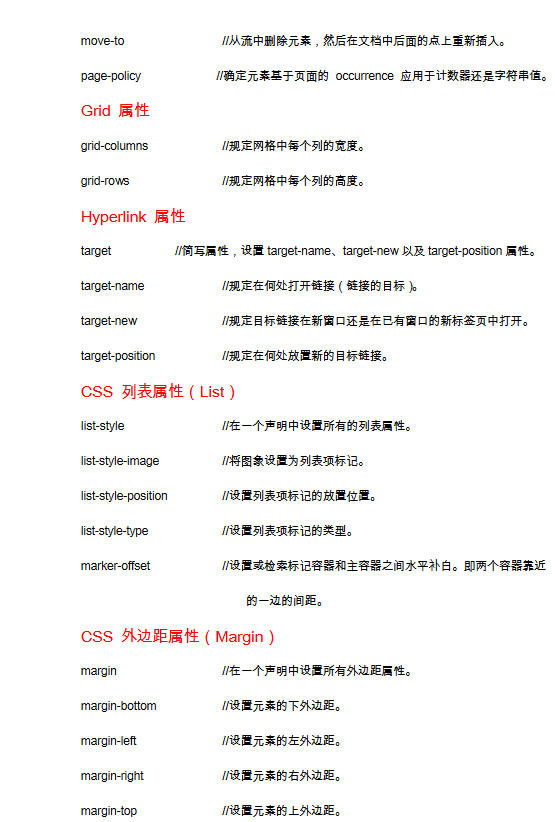 move-to //从流中删除元素，然后在文档中后面的点上重新插入。
page-policy //确定元素基于页面的 occurrence 应用于计数器还是字符串值。
Grid 属性
grid-columns //规定网格中每个列的宽度。
grid-rows //规定网格中每个列的高度。
Hyperlink 属性
target //简写属性，设置 target-name、target-new 以及 target-position 属性。
target-name //规定在何处打开链接（链接的目标）。
target-new //规定目标链接在新窗口还是在已有窗口的新标签页中打开。
target-position //规定在何处放置新的目标链接。
CSS 列表属性（List）
list-style //在一个声明中设置所有的列表属性。
list-style-image //将图象设置为列表项标记。
list-style-position //设置列表项标记的放置位置。
list-style-type //设置列表项标记的类型。
marker-offset //设置或检索标记容器和主容器之间水平补白。即两个容器靠近
的一边的间距。
CSS 外边距属性（Margin）
margin //在一个声明中设置所有外边距属性。
margin-bottom //设置元素的下外边距。
margin-left //设置元素的左外边距。
margin-right //设置元素的右外边距。
margin-top //设置元素的上外边距。